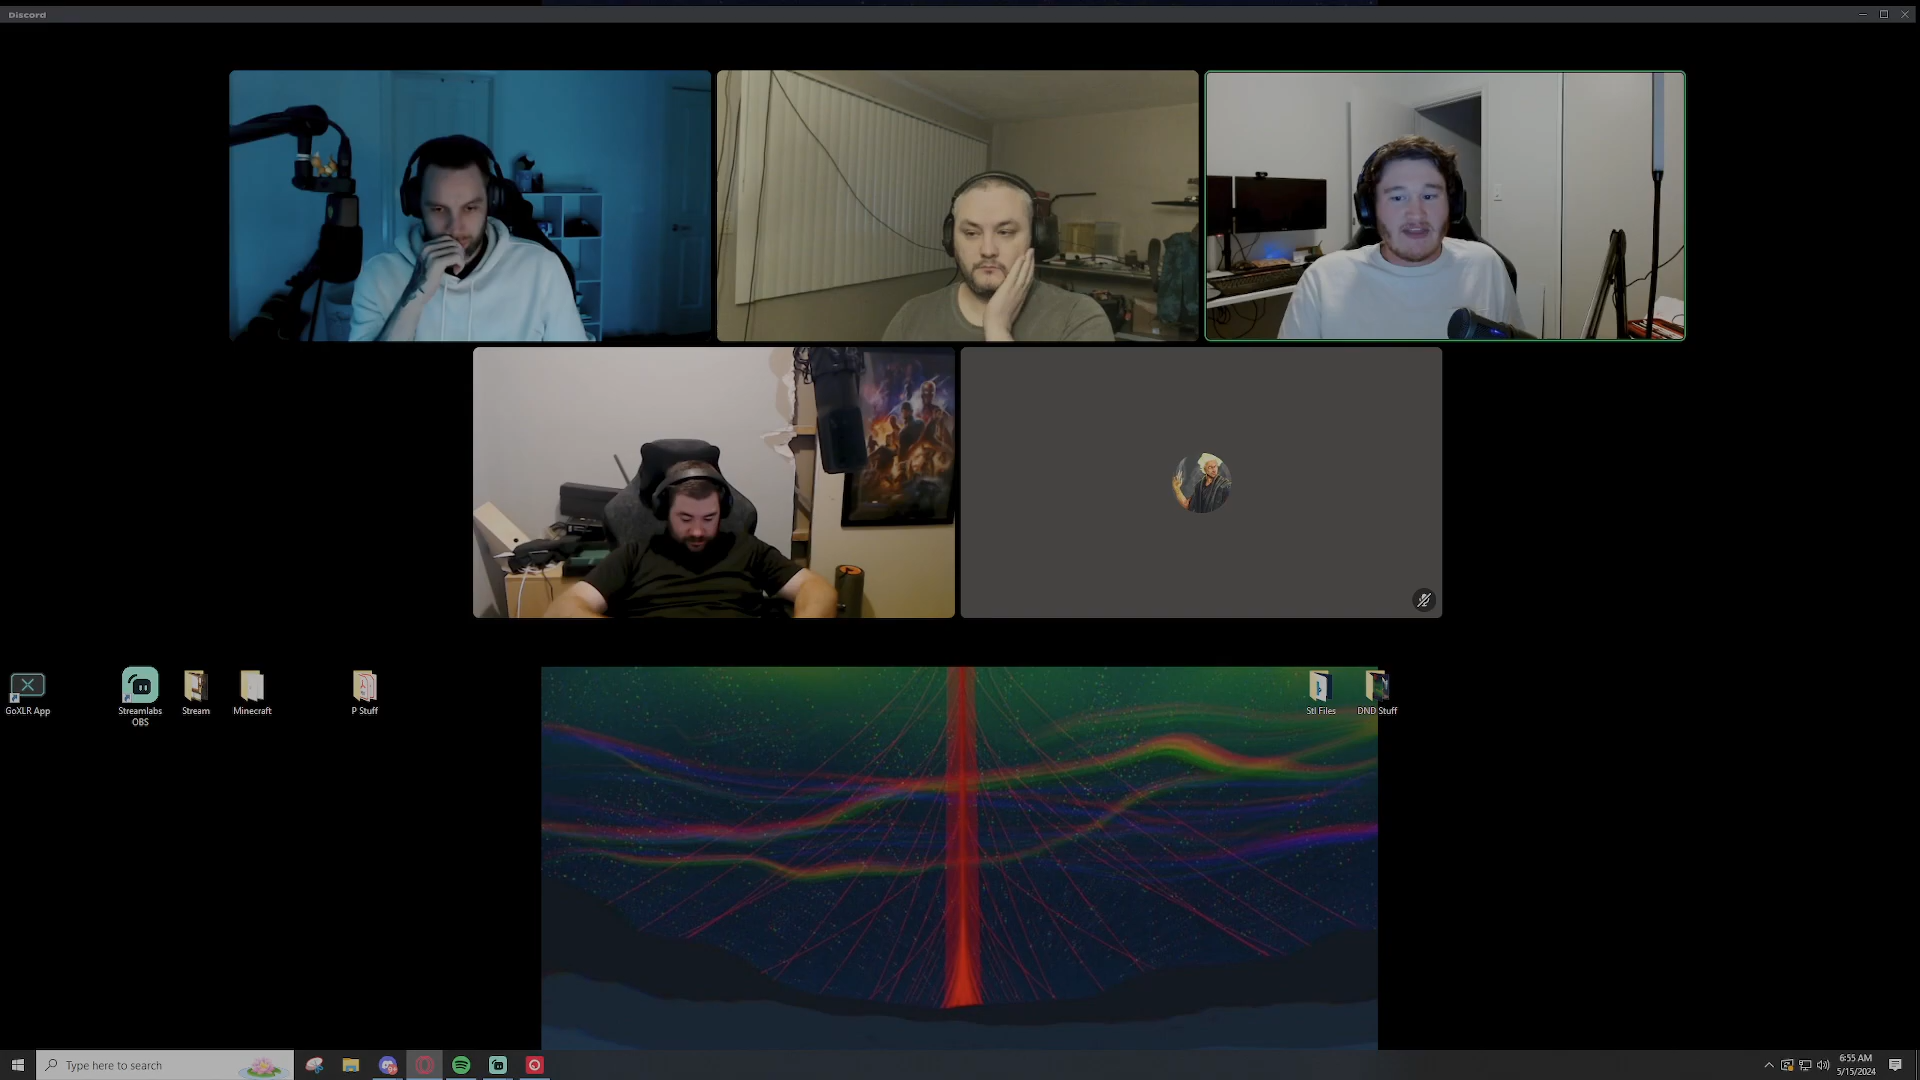 Discord
GoXLR App
Streamlabs
OBS
Stream
Minecraft
P Stuff
Stl Files
DND Stuff
Type here to search
6:55 AM
5/15/2024